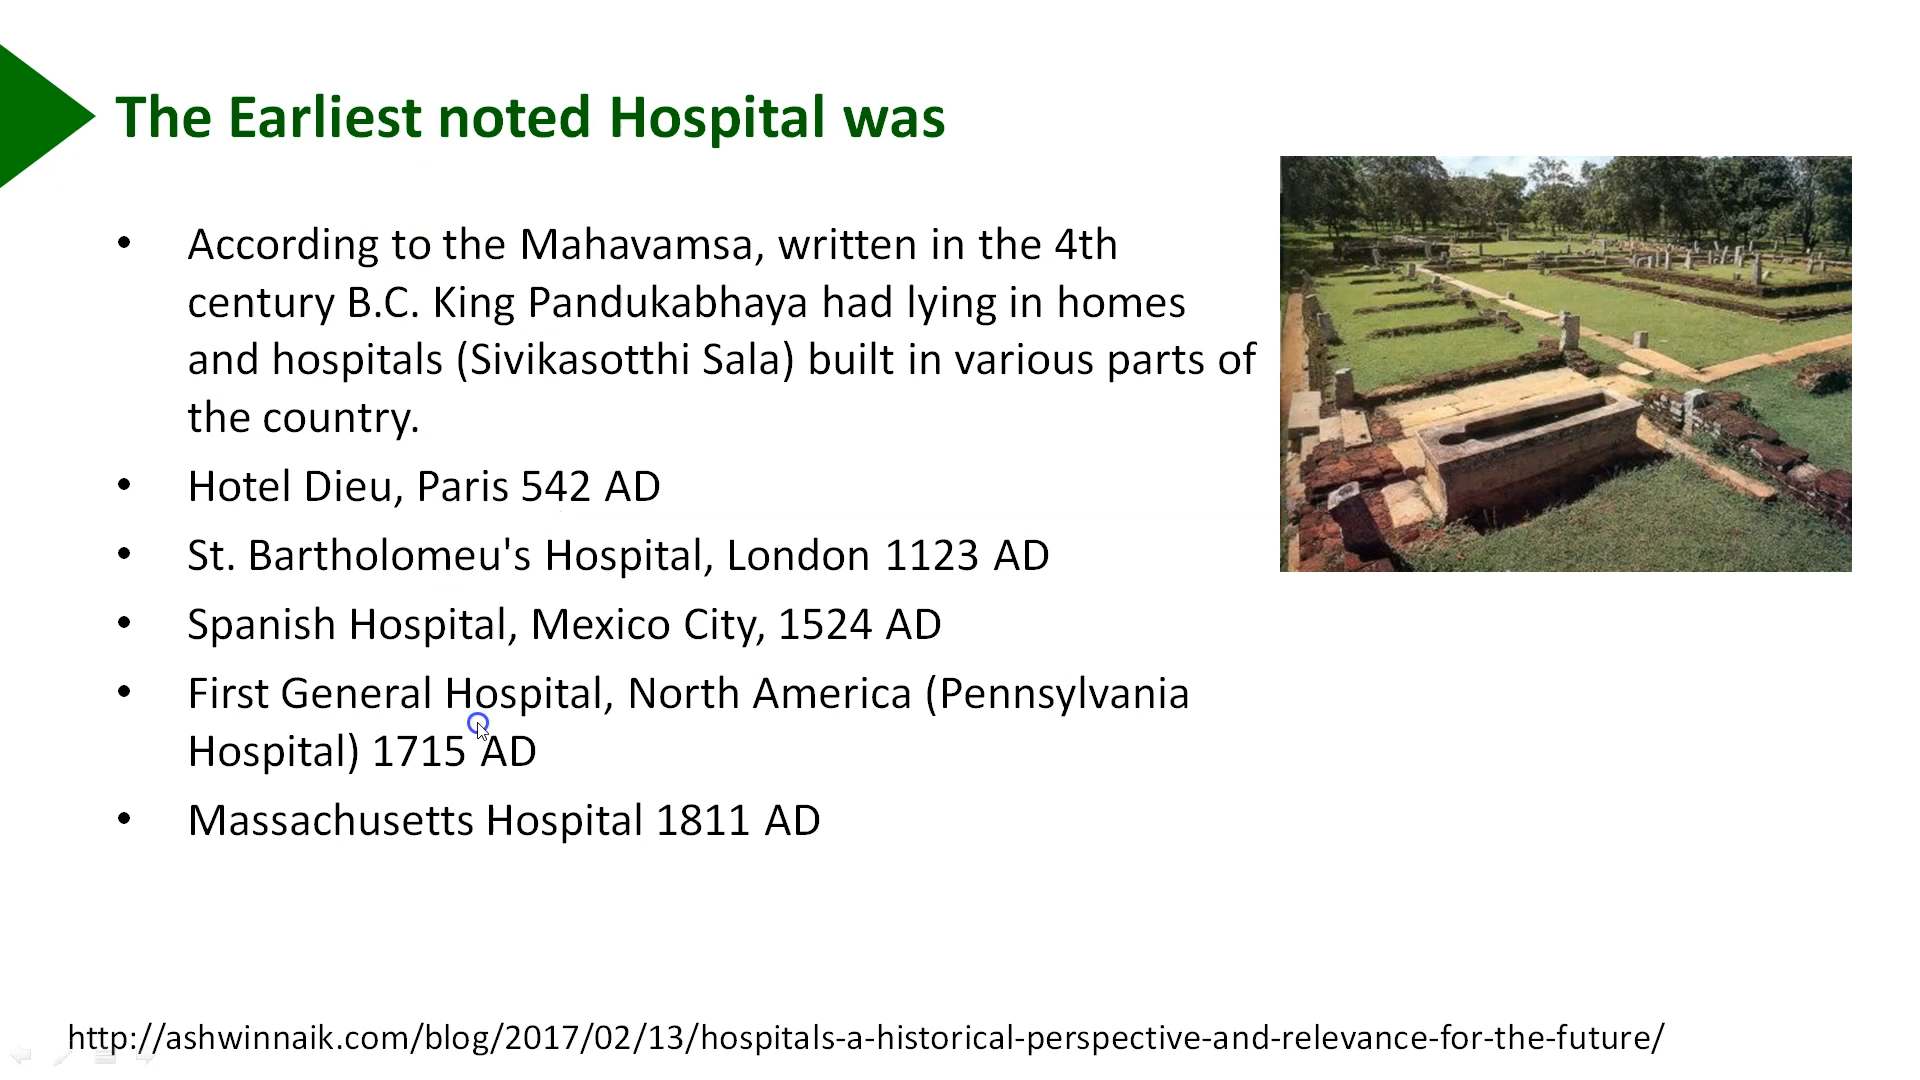 The Earliest noted Hospital was
• According to the Mahavamsa, written in the 4th
century B.C. King Pandukabhaya had lying in homes
and hospitals (Sivikasotthi Sala) built in various parts of
the country.
• Hotel Dieu, Paris 542 AD
• St. Bartholomeu's Hospital, London 1123 AD
• Spanish Hospital, Mexico City, 1524 AD
• First General Hospital, North America (Pennsylvania
Hospital) 1715 AD
• Massachusetts Hospital 1811 AD
http://ashwinnaik.com/blog/2017/02/13/hospitals-a-historical-perspective-and-relevance-for-the-future/